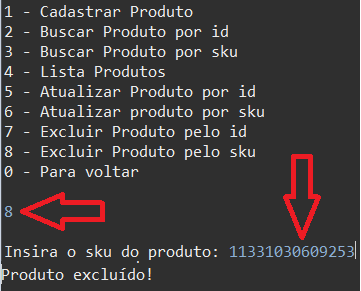 1 - Cadastrar Produto
2 - Buscar Produto por id
3 - Buscar Produto por sku
4 - Lista Produtos
5 - Atualizar Produto por id
6 - Atualizar produto por sku
7 - Excluir Produto pelo id
8 - Excluir Produto pelo sku
0 - Para voltar
8
Insira o sku do produto: 11331030609253
Produto excluído!